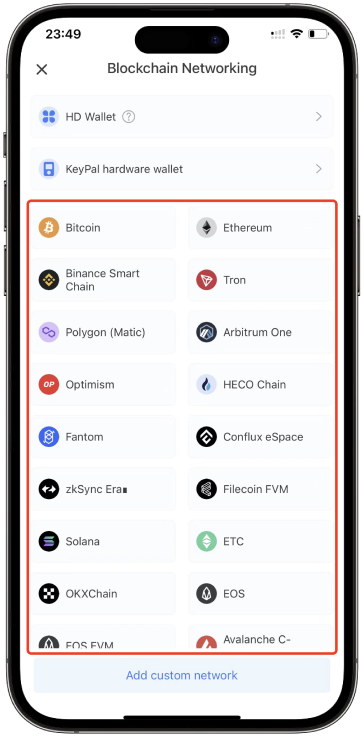 23:49
Blockchain Networking
HD Wallet ?
KeyPal hardware wallet
Bitcoin
Ethereum
Binance Smart
Chain
Tron
Polygon (Matic)
Arbitrum One
OP
Optimism
HECO Chain
Fantom
Conflux eSpace
zkSync Era∎
Filecoin FVM
Solana
ETC
OKXChain
EOS
EOS EVM
Avalanche C-
Add custom network